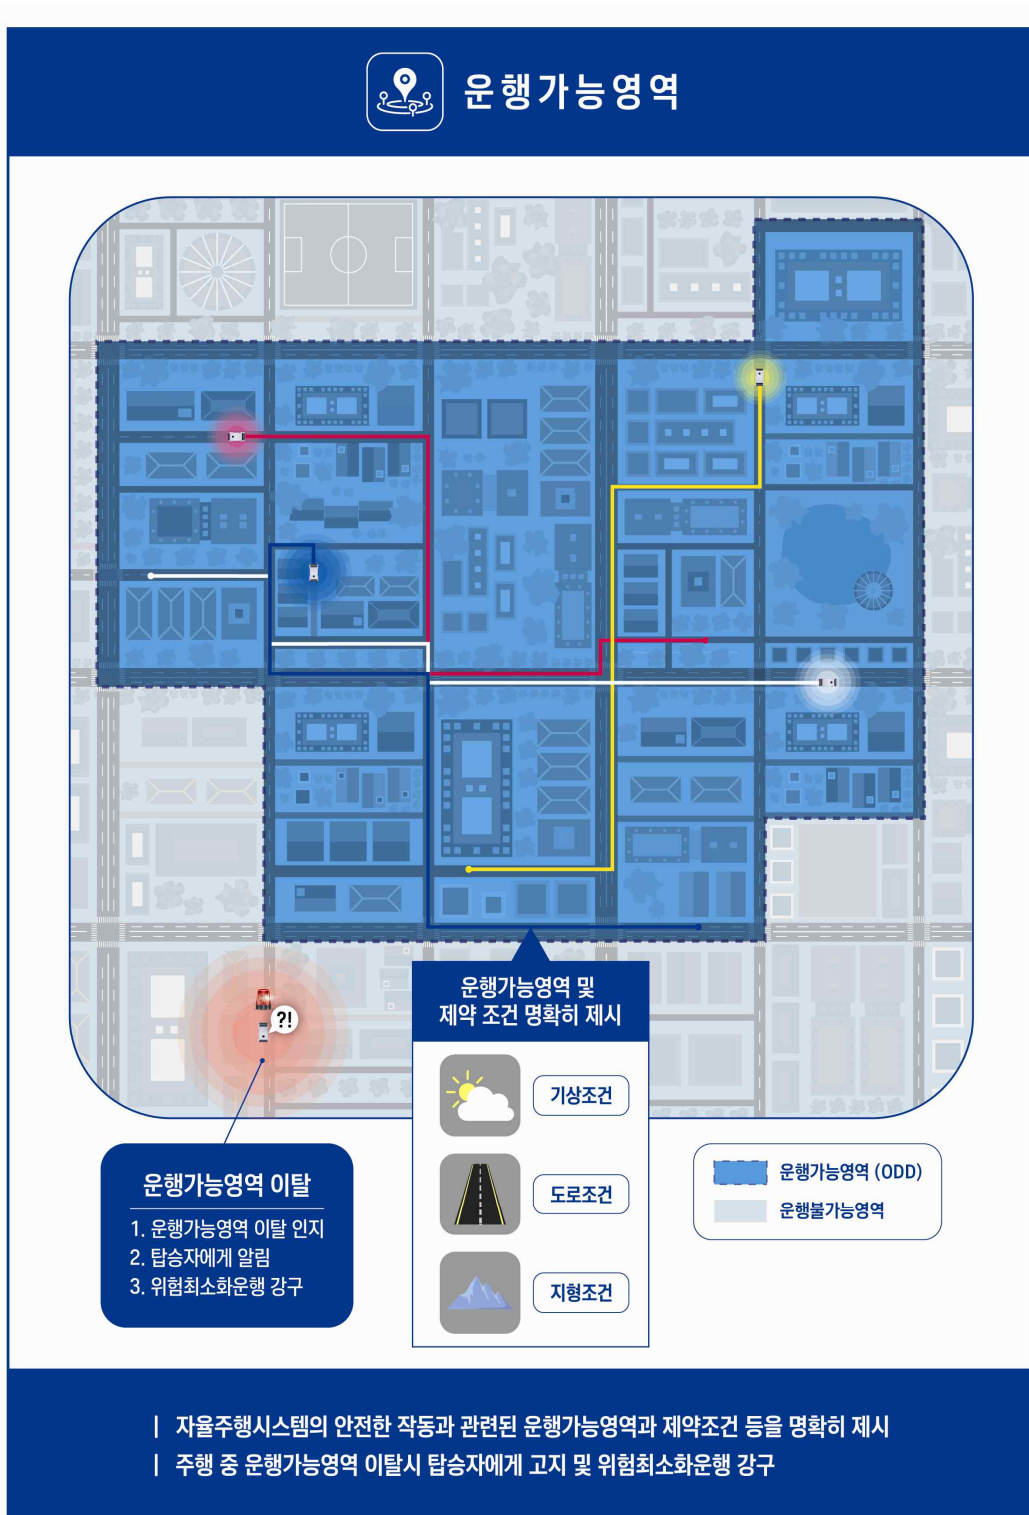 운행가능영역
?!
운행가능영역 및
제약 조건 명확히 제시
기상조건
도로조건
지형조건
운행가능영역 이탈
1. 운행가능영역 이탈 인지
2. 탑승자에게 알림
3. 위험최소화운행 강구
운행가능영역 (ODD)
운행불가능영역
| 자율주행시스템의 안전한 작동과 관련된 운행가능영역과 제약조건 등을 명확히 제시
| 주행 중 운행가능영역 이탈시 탑승자에게 고지 및 위험최소화운행 강구